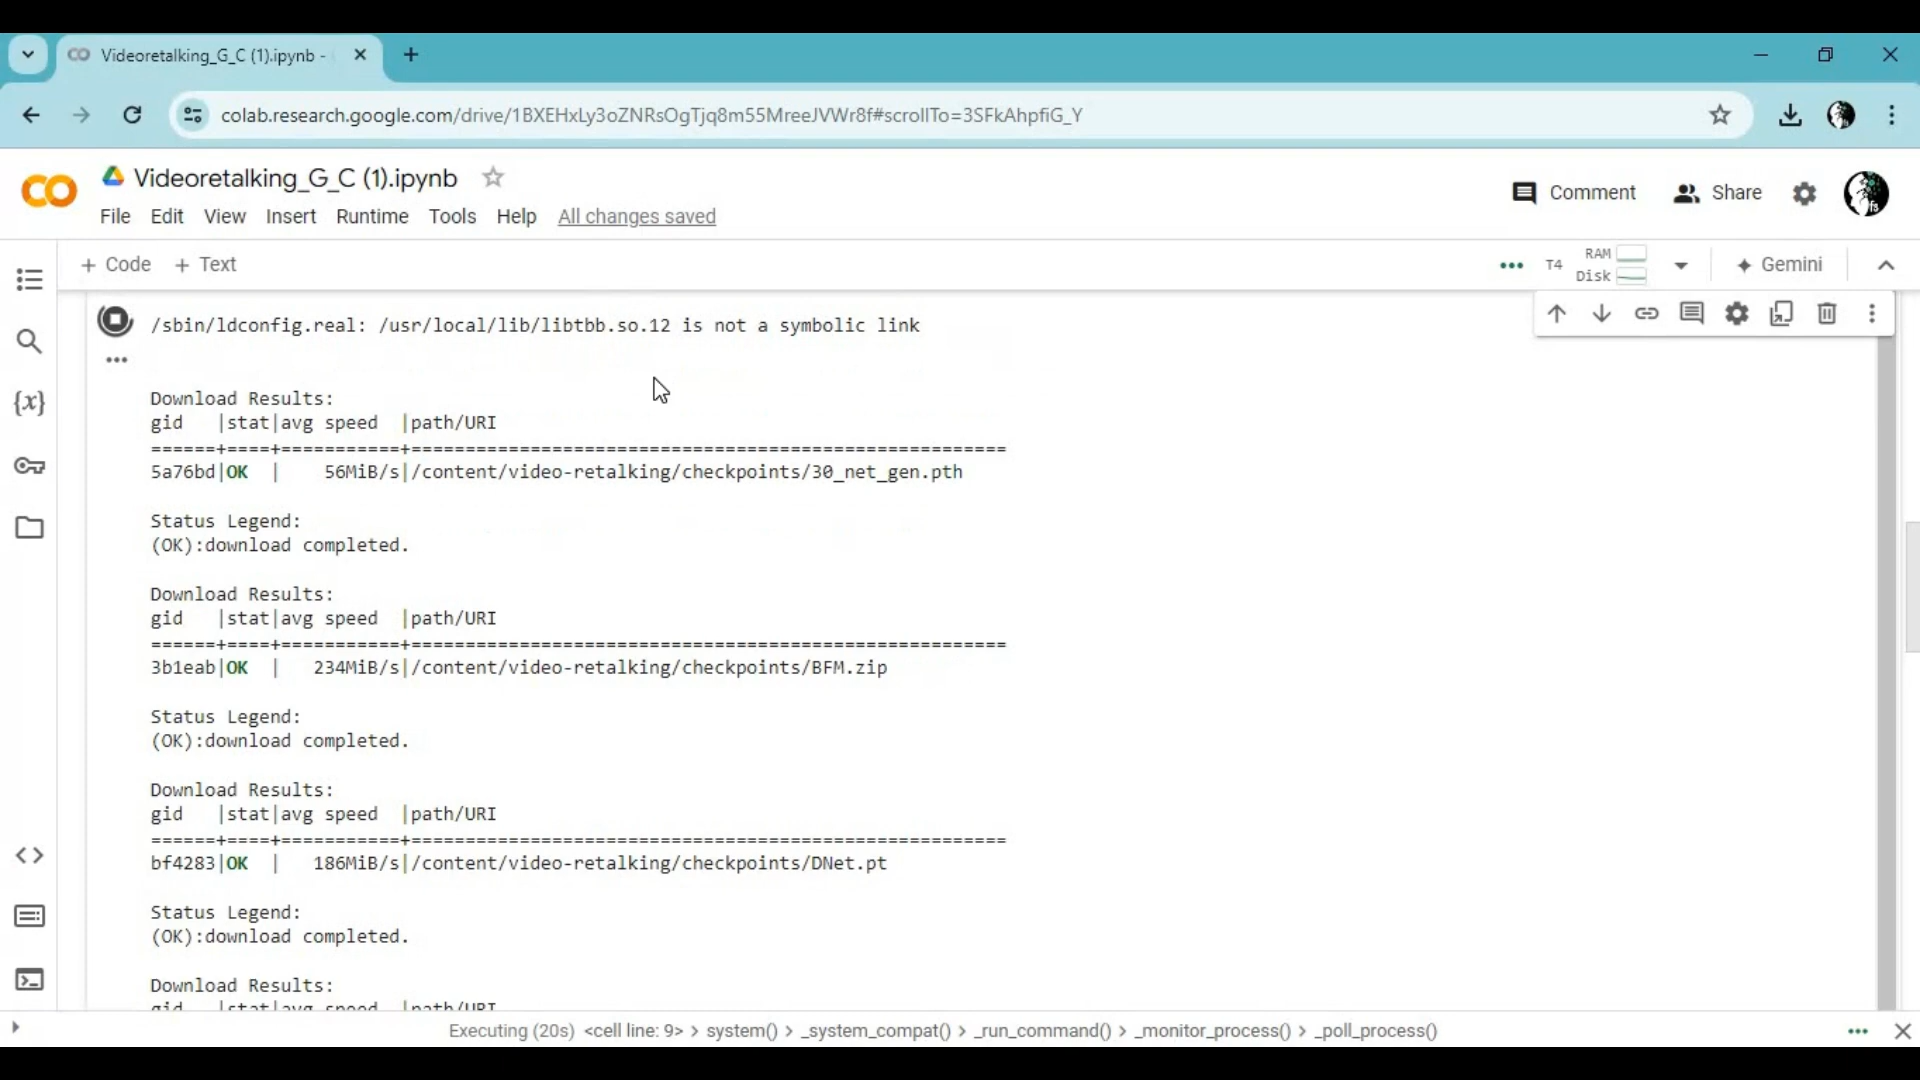 Videoretalking_G_C (1).ipynb -
colab.research.google.com/drive/1BXEHxLy3oZNRsOgTjq8m55MreeJVWr8f#scrollTo=3SFkAhpfiG_Y
Videoretalking_G_C (1).ipynb
Comment Share
File Edit View Insert Runtime Tools Help All changes saved
+ Code + Text T4 RAM Disk Gemini
/sbin/ldconfig.real: /usr/local/lib/libtbb.so.12 is not a symbolic link
Download Results:
gid   |stat|avg speed  |path/URI
======+====+===========+=======================================================
5a76bd|OK  |    56MiB/s|/content/video-retalking/checkpoints/30_net_gen.pth
Status Legend:
(OK):download completed.
Download Results:
gid   |stat|avg speed  |path/URI
======+====+===========+=======================================================
3b1eab|OK  |   234MiB/s|/content/video-retalking/checkpoints/BFM.zip
Status Legend:
(OK):download completed.
Download Results:
gid   |stat|avg speed  |path/URI
======+====+===========+=======================================================
bf4283|OK  |   186MiB/s|/content/video-retalking/checkpoints/DNet.pt
Status Legend:
(OK):download completed.
Download Results:
gid   |stat|avg speed  |path/URI
Executing (20s) <cell line: 9> > system() > _system_compat() > _run_command() > _monitor_process() > _poll_process()